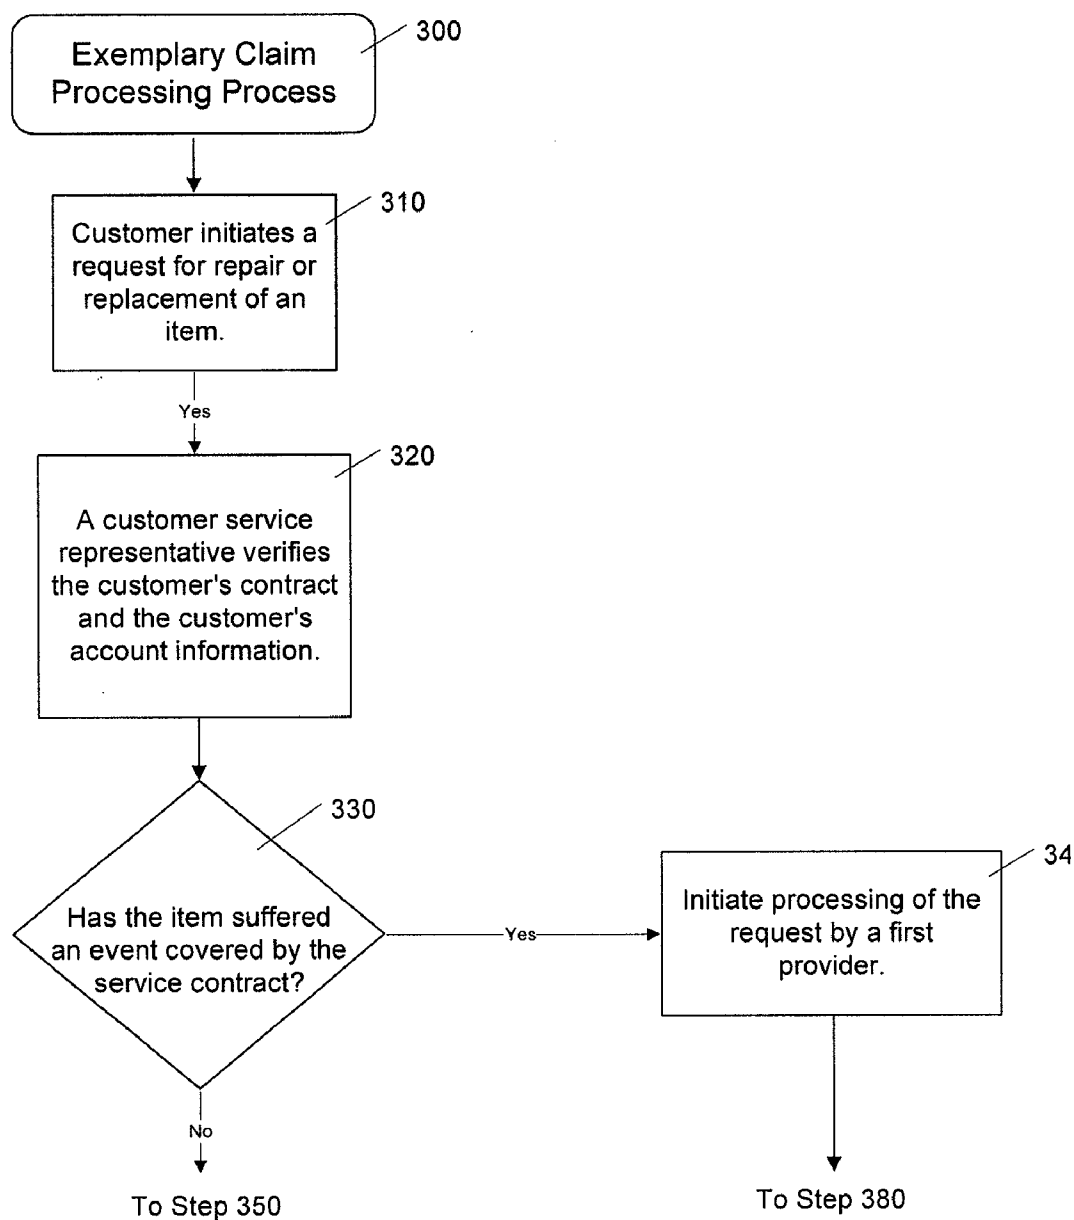 Exemplary Claim
Processing Process
300
310
Customer initiates a
request for repair or
replacement of an
item.
Yes
320
A customer service
representative verifies
the customer's contract
and the customer's
account information.
330
Has the item suffered
an event covered by the
service contract?
Yes
34
Initiate processing of the
request by a first
provider.
No
To Step 350
To Step 380